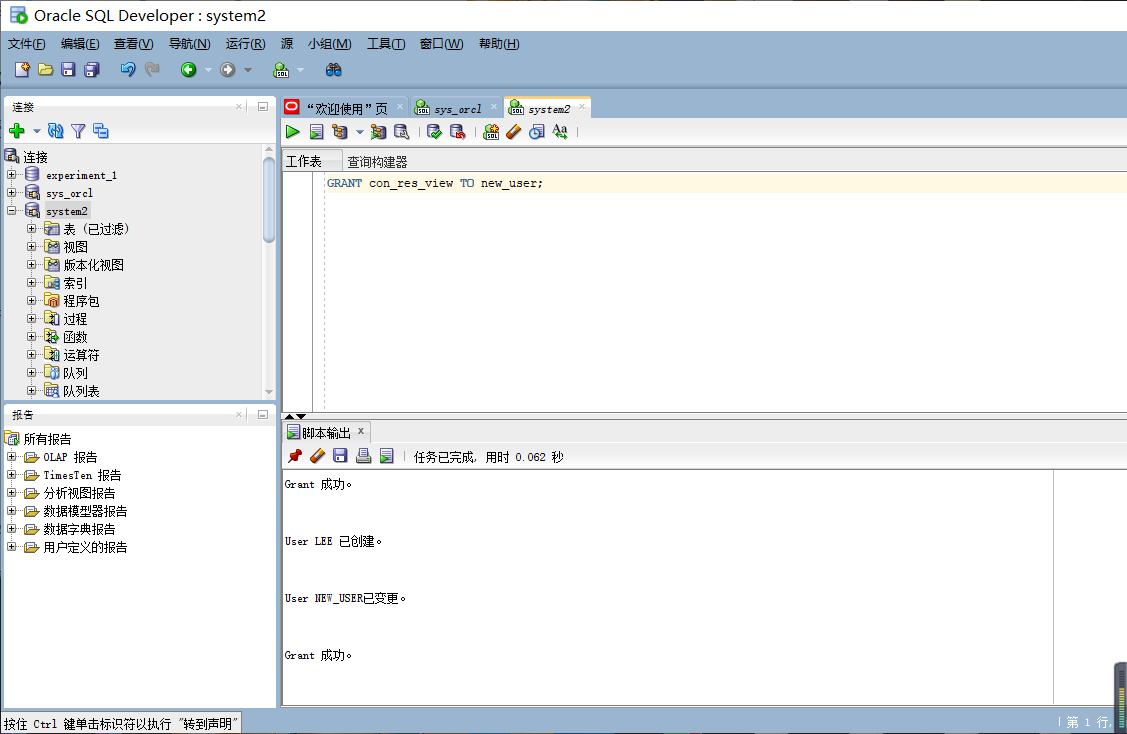 Oracle SQL Developer : system2
文件(F) 编辑(E) 查看(V) 导航(N) 运行(R) 源 小组(M) 工具(T) 窗口(W) 帮助(H)
连接
连接
experiment_1
sys_orcl
system2
表 (已过滤)
视图
版本化视图
索引
程序包
过程
函数
运算符
队列
队列表
报告
所有报告
OLAP 报告
TimesTen 报告
分析视图报告
数据模型器报告
数据字典报告
用户定义的报告
“欢迎使用”页 sys_orcl system2
工作表 查询构建器
GRANT con_res_view TO new_user;
脚本输出
任务已完成, 用时 0.062 秒
Grant 成功。
User LEE 已创建。
User NEW_USER已变更。
Grant 成功。
按住 Ctrl 键单击标识符以执行 "转到声明"
第 1 行,